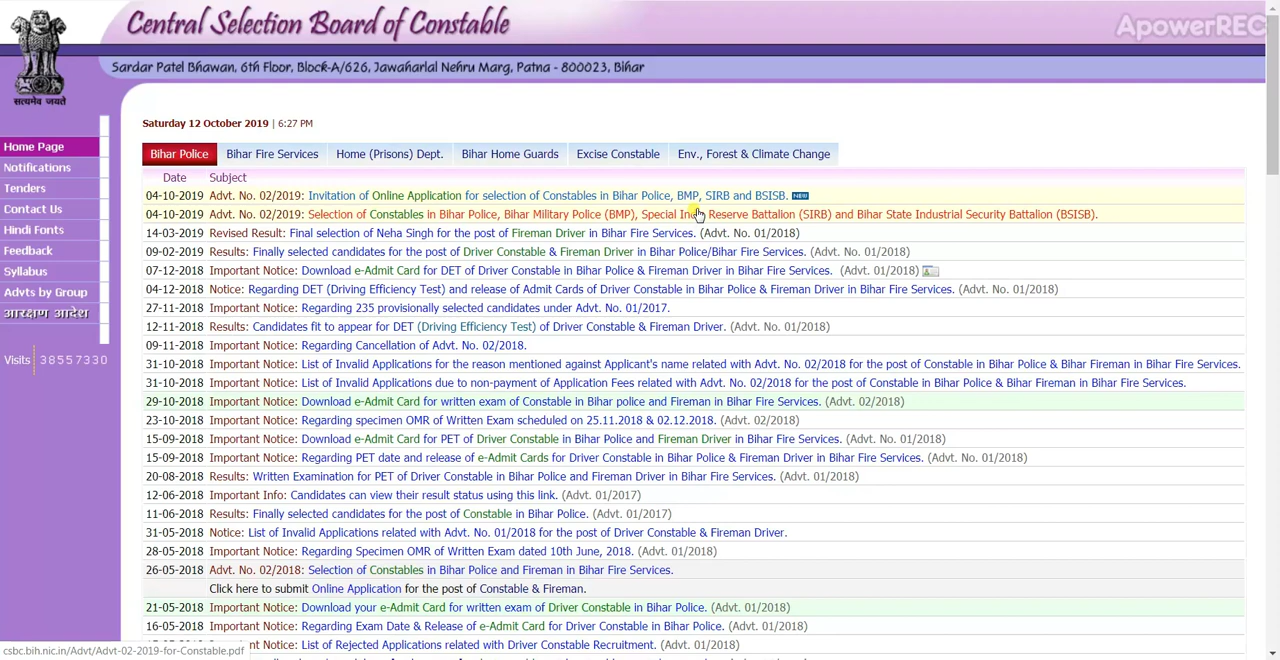 Central Selection Board of Constable
ApowerREC
Sardar Patel Bhawan, 6th Floor, Block-A/626, Jawaharlal Nehru Marg, Patna - 800023, Bihar
सत्यमेव जयते
Saturday 12 October 2019 | 6:27 PM
Home Page
Notifications
Tenders
Contact Us
Hindi Fonts
Feedback
Syllabus
Advts by Group
आरक्षण आदेश
Visits 38557330
Bihar Police Bihar Fire Services Home (Prisons) Dept. Bihar Home Guards Excise Constable Env., Forest & Climate Change
Date Subject
04-10-2019 Advt. No. 02/2019: Invitation of Online Application for selection of Constables in Bihar Police, BMP, SIRB and BSISB. NEW
04-10-2019 Advt. No. 02/2019: Selection of Constables in Bihar Police, Bihar Military Police (BMP), Special Reserve Battalion (SIRB) and Bihar State Industrial Security Battalion (BSISB).
14-03-2019 Revised Result: Final selection of Neha Singh for the post of Fireman Driver in Bihar Fire Services. (Advt. No. 01/2018)
09-02-2019 Results: Finally selected candidates for the post of Driver Constable & Fireman Driver in Bihar Police/Bihar Fire Services. (Advt. No. 01/2018)
07-12-2018 Important Notice: Download e-Admit Card for DET of Driver Constable in Bihar Police & Fireman Driver in Bihar Fire Services. (Advt. 01/2018)
04-12-2018 Notice: Regarding DET (Driving Efficiency Test) and release of Admit Cards of Driver Constable in Bihar Police & Fireman Driver in Bihar Fire Services. (Advt. No. 01/2018)
27-11-2018 Important Notice: Regarding 235 provisionally selected candidates under Advt. No. 01/2017.
12-11-2018 Results: Candidates fit to appear for DET (Driving Efficiency Test) of Driver Constable & Fireman Driver. (Advt. No. 01/2018)
09-11-2018 Important Notice: Regarding Cancellation of Advt. No. 02/2018.
31-10-2018 Important Notice: List of Invalid Applications for the reason mentioned against Applicant's name related with Advt. No. 02/2018 for the post of Constable in Bihar Police & Bihar Fireman in Bihar Fire Services.
31-10-2018 Important Notice: List of Invalid Applications due to non-payment of Application Fees related with Advt. No. 02/2018 for the post of Constable in Bihar Police & Bihar Fireman in Bihar Fire Services.
29-10-2018 Important Notice: Download e-Admit Card for written exam of Constable in Bihar police and Fireman in Bihar Fire Services. (Advt. 02/2018)
23-10-2018 Important Notice: Regarding specimen OMR of Written Exam scheduled on 25.11.2018 & 02.12.2018. (Advt. 02/2018)
15-09-2018 Important Notice: Download e-Admit Card for PET of Driver Constable in Bihar Police and Fireman Driver in Bihar Fire Services. (Advt. No. 01/2018)
15-09-2018 Important Notice: Regarding PET date and release of e-Admit Cards for Driver Constable in Bihar Police & Fireman Driver in Bihar Fire Services. (Advt. No. 01/2018)
20-08-2018 Results: Written Examination for PET of Driver Constable in Bihar Police and Fireman Driver in Bihar Fire Services. (Advt. 01/2018)
12-06-2018 Important Info: Candidates can view their result status using this link. (Advt. 01/2017)
11-06-2018 Results: Finally selected candidates for the post of Constable in Bihar Police. (Advt. 01/2017)
31-05-2018 Notice: List of Invalid Applications related with Advt. No. 01/2018 for the post of Driver Constable & Fireman Driver.
28-05-2018 Important Notice: Regarding Specimen OMR of Written Exam dated 10th June, 2018. (Advt. 01/2018)
26-05-2018 Advt. No. 02/2018: Selection of Constables in Bihar Police and Fireman in Bihar Fire Services.
Click here to submit Online Application for the post of Constable & Fireman.
21-05-2018 Important Notice: Download your e-Admit Card for written exam of Driver Constable in Bihar Police. (Advt. 01/2018)
16-05-2018 Important Notice: Regarding Exam Date & Release of e-Admit Card for Driver Constable in Bihar Police. (Advt. 01/2018)
Notice: List of Rejected Applications related with Driver Constable Recruitment. (Advt. 01/2018)
csbc.bih.nic.in/Advt/Advt-02-2019-for-Constable.pdf